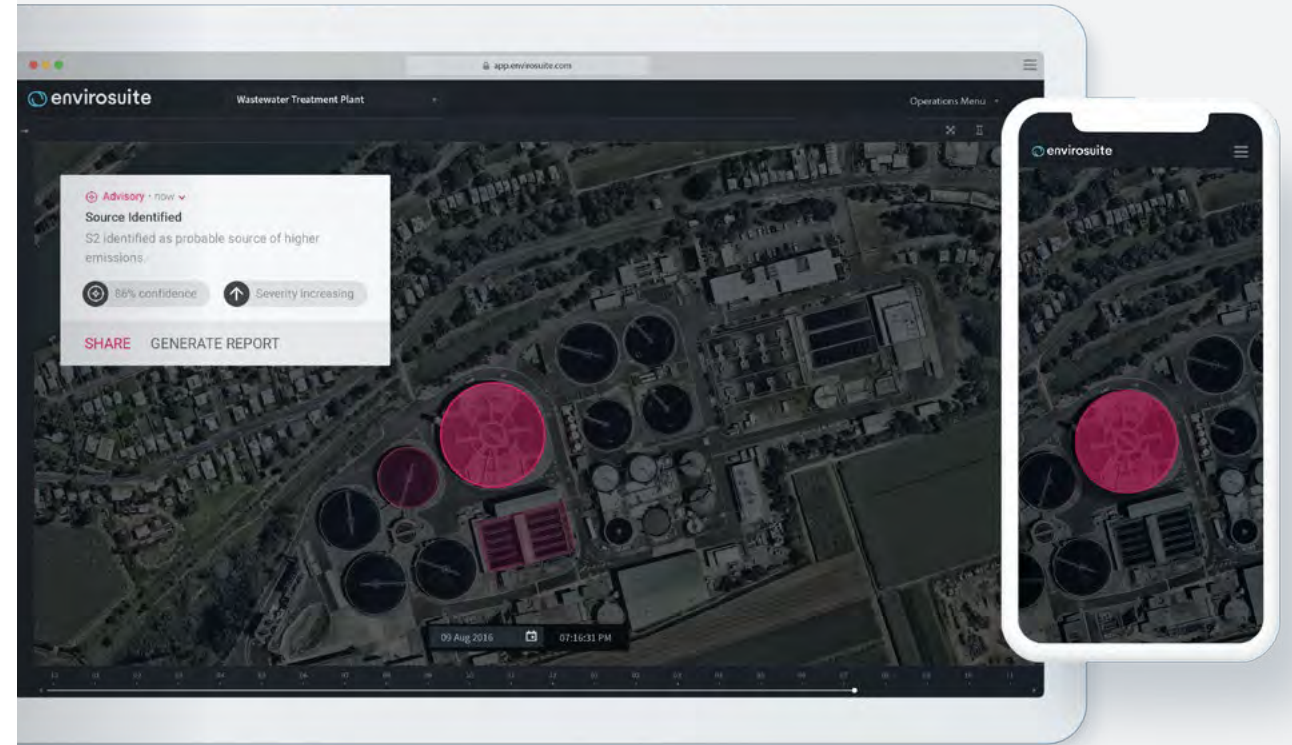 app.envirosuite.com
envirosuite
Wastewater Treatment Plant
Operations Menu
Advisory • now
Source Identified
S2 identified as probable source of higher
emissions.
86% confidence
Severity Increasing
SHARE GENERATE REPORT
09 Aug 2016 07:16:31 PM
envirosuite